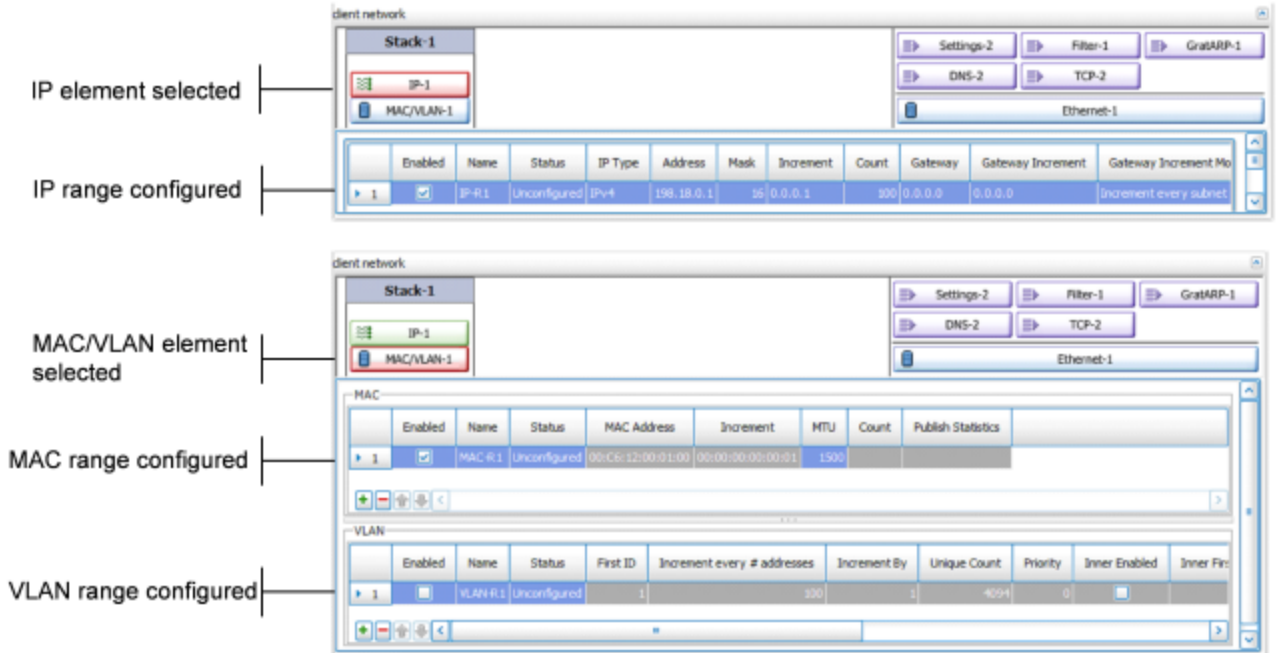 client network
Stack-1
Settings-2 Filter-1 GratARP-1
IP element selected
IP-1
DNS-2 TCP-2
MAC/VLAN-1
Ethernet-1
Enabled Name Status IP Type Address Mask Increment Count Gateway Gateway Increment Gateway Increment Mo
IP range configured
1 IP-R1 Unconfigured IPv4 198.18.0.1 16 0.0.0.1 100 0.0.0.0 0.0.0.0 Increment every subnet
client network
Stack-1
Settings-2 Filter-1 GratARP-1
IP-1
DNS-2 TCP-2
MAC/VLAN element
selected
MAC/VLAN-1
Ethernet-1
MAC
Enabled Name Status MAC Address Increment MTU Count Publish Statistics
MAC range configured
1 MAC-R1 Unconfigured 00:C6:12:00:01:00 00:00:00:00:00:01 1500
VLAN
Enabled Name Status First ID Increment every # addresses Increment By Unique Count Priority Inner Enabled Inner Firs
VLAN range configured
1 VLAN-R1 Unconfigured 1 100 1 4094 0